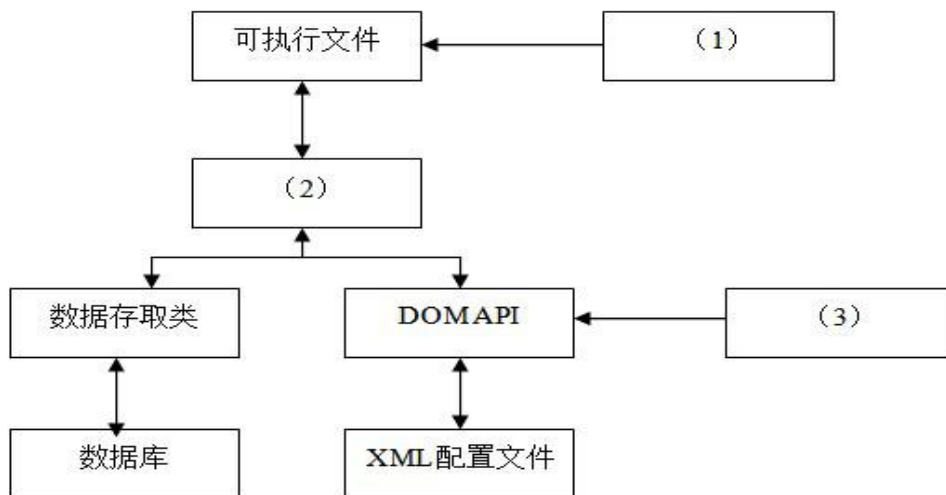 可执行文件
（1）
（2）
数据存取类
DOMAPI
（3）
数据库
XML配置文件